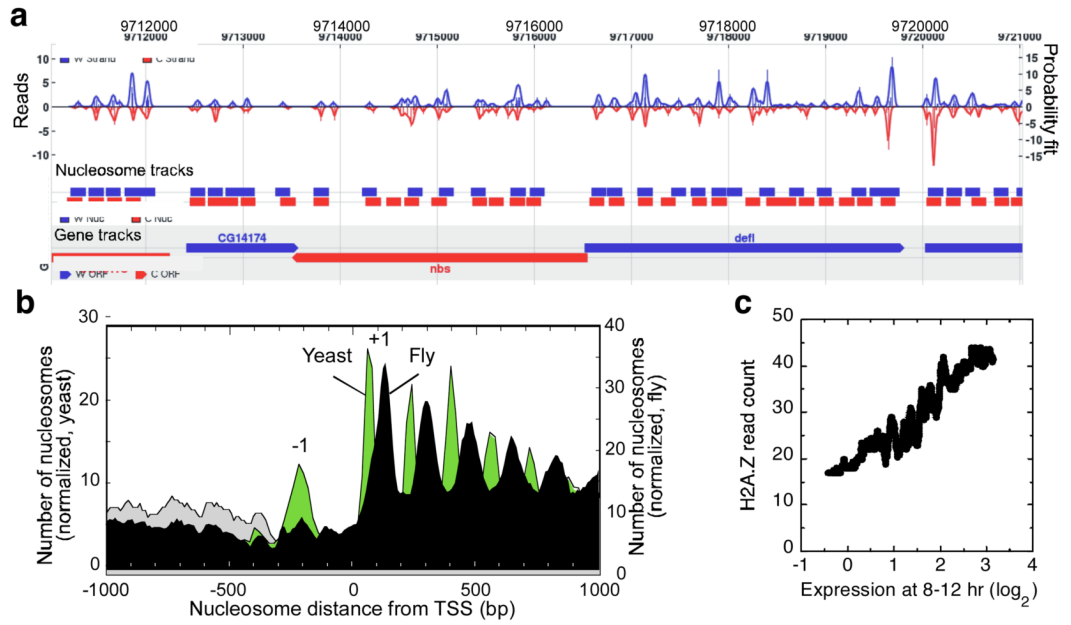 a
9712000 9714000 9716000 9718000 9720000
9712000 9713000 9714000 9715000 9716000 9717000 9718000 9719000 9720000 9721000
Reads
10
5
0
-5
-10
W Strand C Strand
15
10
5
0
-5
-10
-15
Probability fit
Nucleosome tracks
W Nuc C Nuc
Gene tracks
CG14174 defl
nbs
G
W ORF C ORF
b
Number of nucleosomes
(normalized, yeast)
30
20
10
0
-1
+1
Yeast Fly
40
30
20
10
0
Number of nucleosomes
(normalized, fly)
-1000 -500 0 500 1000
Nucleosome distance from TSS (bp)
c
H2A.Z read count
50
40
30
20
10
0
-1 0 1 2 3 4
Expression at 8-12 hr (log2)